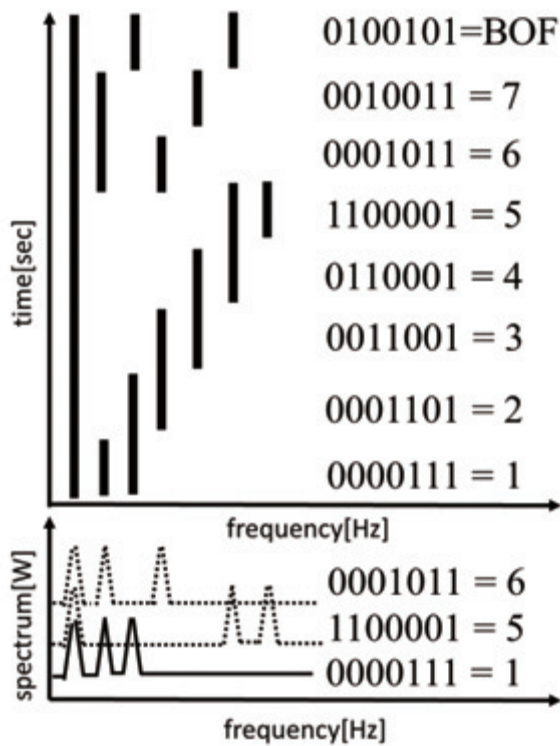 0100101=BOF
0010011 = 7
0001011 = 6
1100001 = 5
0110001 = 4
0011001 = 3
0001101 = 2
0000111 = 1
time[sec]
frequency[Hz]
0001011 = 6
1100001 = 5
0000111 = 1
spectrum[W]
frequency[Hz]